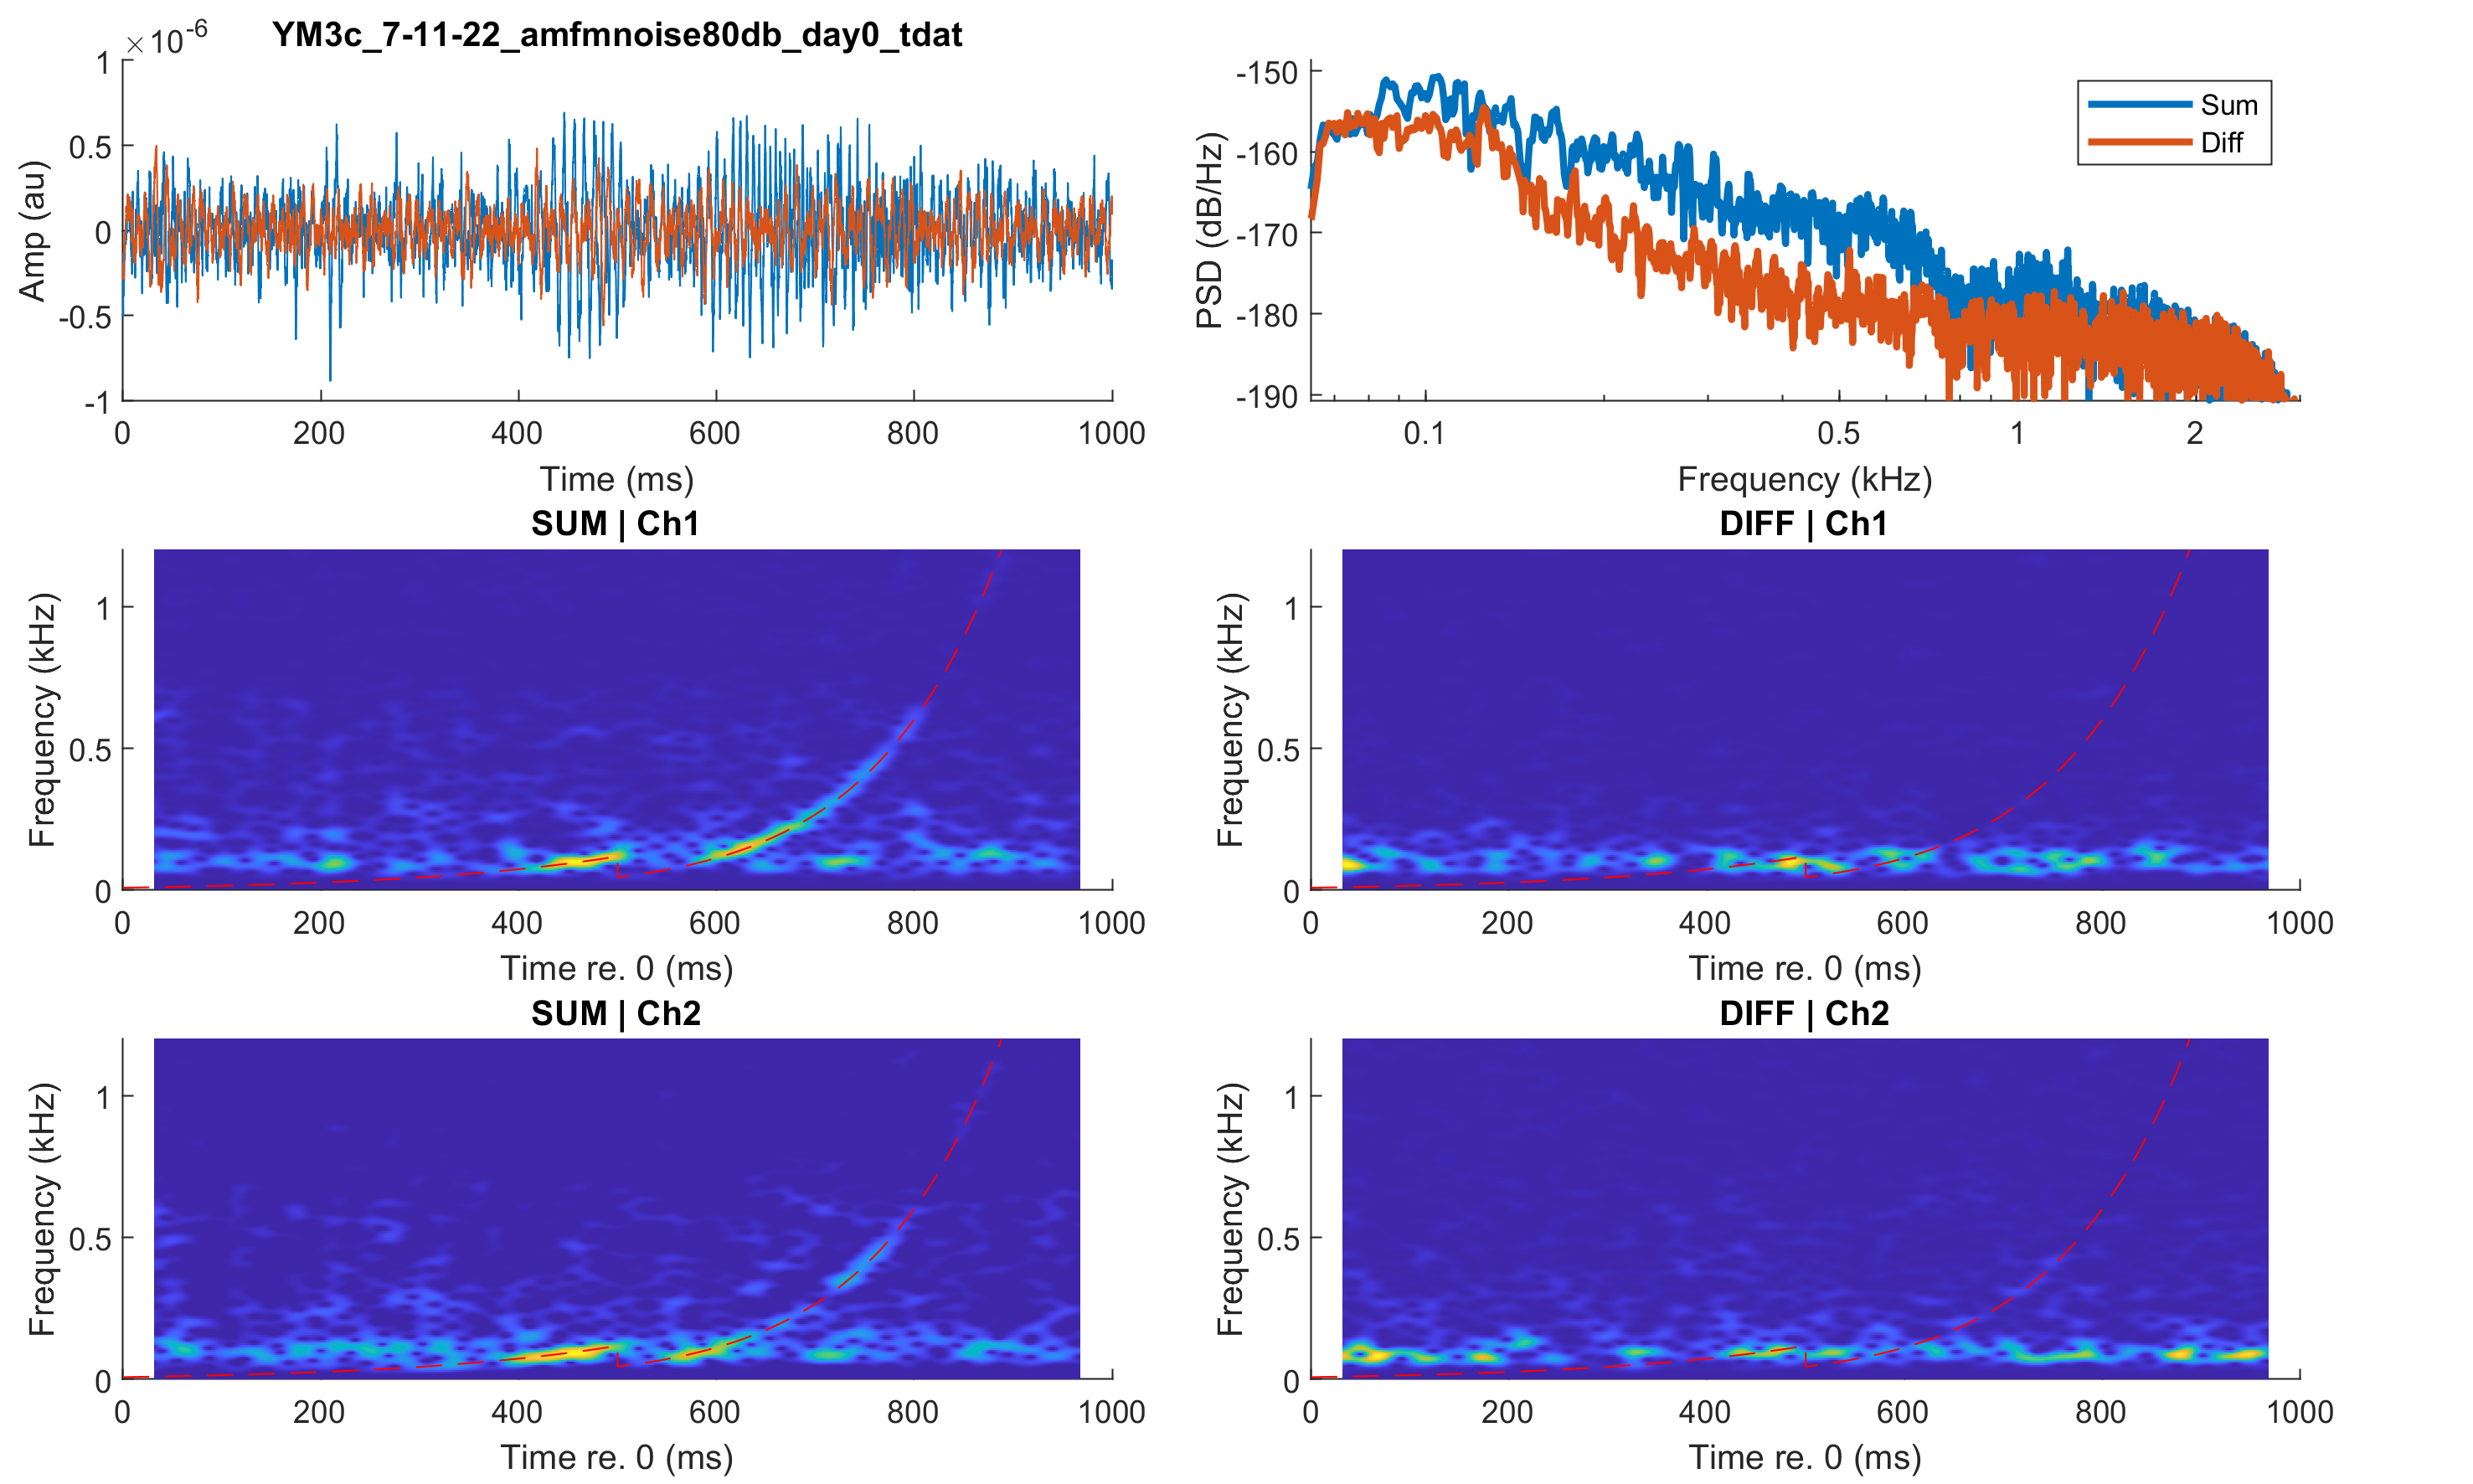 YM3c_7-11-22_amfmnoise80db_day0_tdat
×10-6
1
0.5
0
-0.5
-1
Amp (au)
0 200 400 600 800 1000
Time (ms)
-150
-160
-170
-180
-190
PSD (dB/Hz)
Sum
Diff
0.1 0.5 1 2
Frequency (kHz)
SUM | Ch1
1
0.5
0
Frequency (kHz)
0 200 400 600 800 1000
Time re. 0 (ms)
DIFF | Ch1
1
0.5
0
Frequency (kHz)
0 200 400 600 800 1000
Time re. 0 (ms)
SUM | Ch2
1
0.5
0
Frequency (kHz)
0 200 400 600 800 1000
Time re. 0 (ms)
DIFF | Ch2
1
0.5
0
Frequency (kHz)
0 200 400 600 800 1000
Time re. 0 (ms)